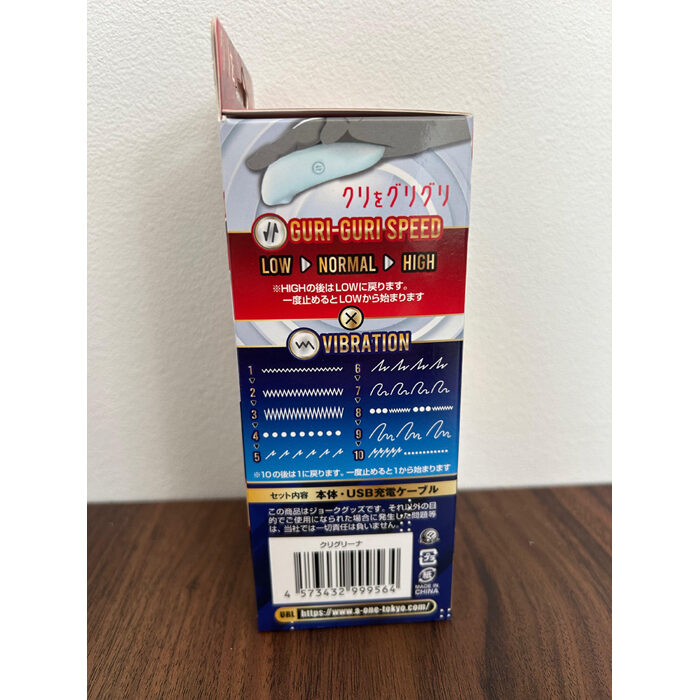 クリをグリグリ
GURI-GURI SPEED
LOW ▷ NORMAL ▷ HIGH
※HIGHの後はLOWに戻ります。
一度止めるとLOWから始まります
×
VIBRATION
1
2
3
4
5
6
7
8
9
10
※10の後は1に戻ります。一度止めると1から始まります
セット内容 本体・USB充電ケーブル
この商品はジョークグッズです。それ以外の目
的でご使用になられた場合に発生した問題等
は、当社では一切責任は負いません。
クリグリーナ
4 573432 999564
MADE IN
CHINA
URL https://www.a-one-tokyo.com/